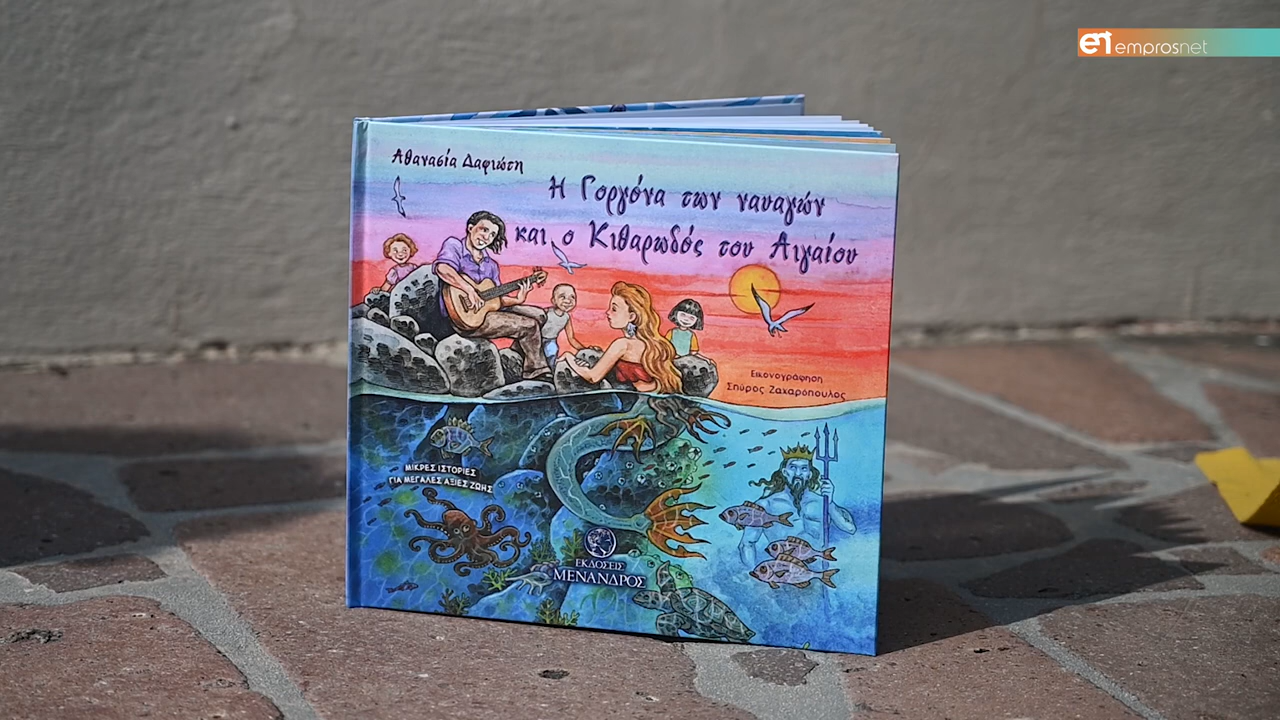 emprosnet
Αθανασία Δαφιώτη
Η Γοργόνα των ναυαγών
και ο Κιθαρωδός του Αιγαίου
Εικονογράφηση
Σπύρος Ζαχαρόπουλος
ΜΙΚΡΕΣ ΙΣΤΟΡΙΕΣ
ΓΙΑ ΜΕΓΑΛΕΣ ΑΞΙΕΣ ΖΩΗΣ
ΕΚΔΟΣΕΙΣ
ΜΕΝΑΝΔΡΟΣ